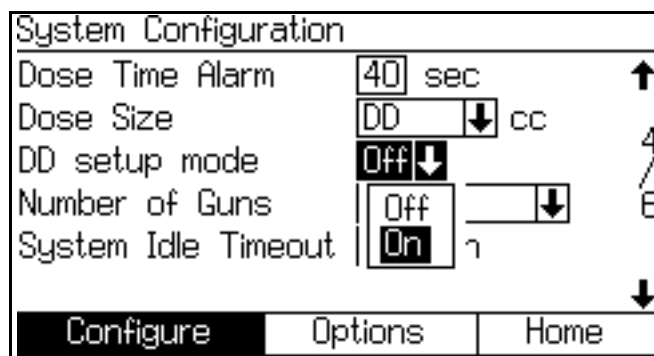 System Configuration
Dose Time Alarm 40 sec
Dose Size DD cc
DD setup mode Off
Number of Guns Off
System Idle Timeout On
4/
Configure Options Home